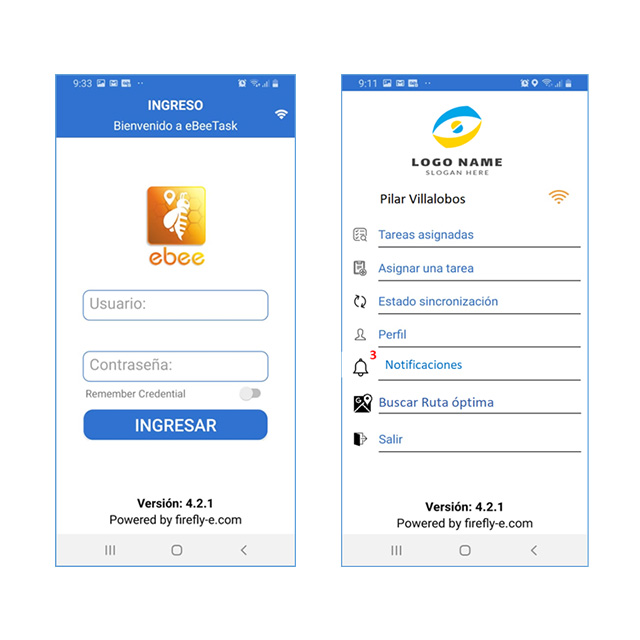 9:33
INGRESO
Bienvenido a eBeeTask
ebee
Usuario:
Contraseña:
Remember Credential
INGRESAR
Versión: 4.2.1
Powered by firefly-e.com
9:11
LOGO NAME
SLOGAN HERE
Pilar Villalobos
Tareas asignadas
Asignar una tarea
Estado sincronización
Perfil
3
Notificaciones
G
Buscar Ruta óptima
Salir
Versión: 4.2.1
Powered by firefly-e.com